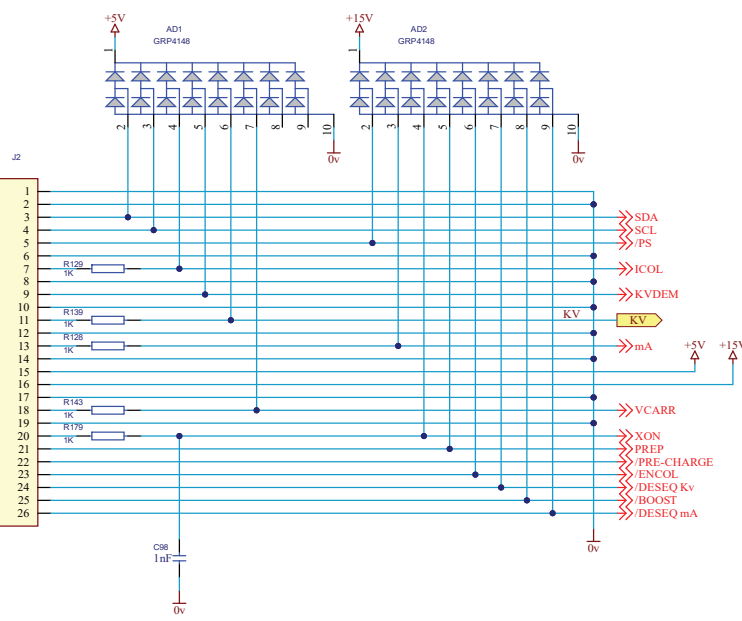 +5V
+15V
AD1
GRP4148
AD2
GRP4148
1
1
2 3 4 5 6 7 8 9 10
2 3 4 5 6 7 8 9 10
0v
0v
J2
1
2
3 SDA
4 SCL
5 /PS
6
R129
7 1K ICOL
8
9 KVDEM
10
R139 KV
11 1K KV
12
R128
13 1K mA
14
+5V +15V
15
16
17
R143
18 1K VCARR
19
R179
20 1K XON
21 PREP
22 /PRE-CHARGE
23 /ENCOL
24 /DESEQ Kv
25 /BOOST
26 /DESEQ mA
C98
1nF
0v
0v